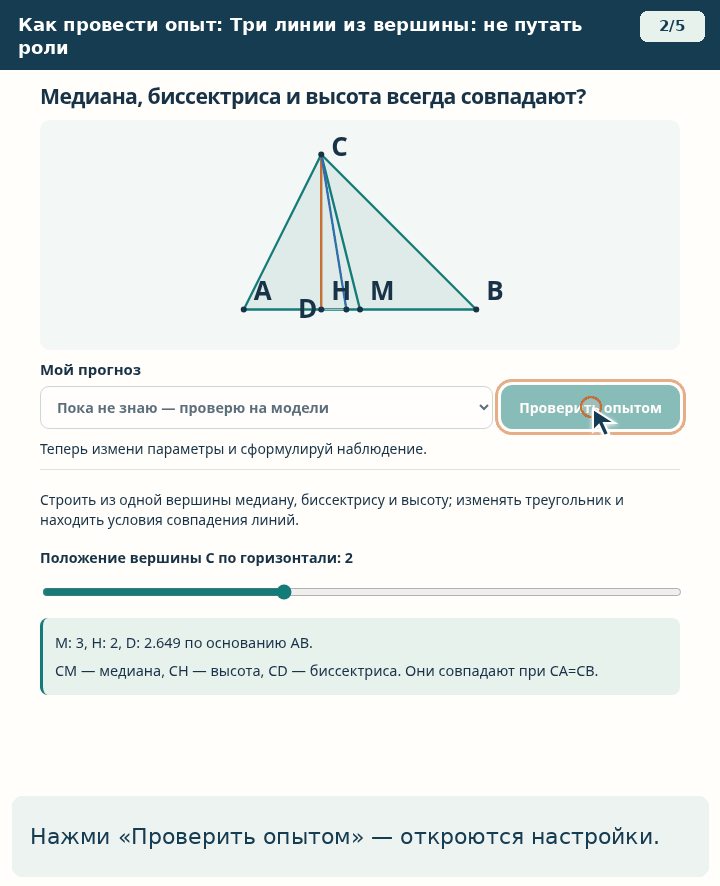 Как провести опыт: Три линии из вершины: не путать
роли
2/5
Медиана, биссектриса и высота всегда совпадают?
C
A
D
H
M
B
Мой прогноз
Пока не знаю — проверю на модели
Проверить опытом
Теперь измени параметры и сформулируй наблюдение.
Строить из одной вершины медиану, биссектрису и высоту; изменять треугольник и
находить условия совпадения линий.
Положение вершины C по горизонтали: 2
M: 3, H: 2, D: 2.649 по основанию AB.
CM — медиана, CH — высота, CD — биссектриса. Они совпадают при CA=CB.
Нажми «Проверить опытом» — откроются настройки.